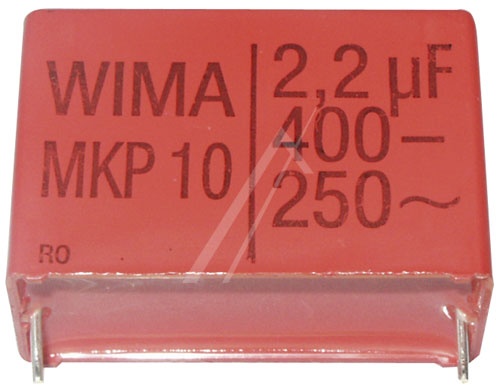 WIMA
MKP 10
2,2 µF
400–
250~
RO